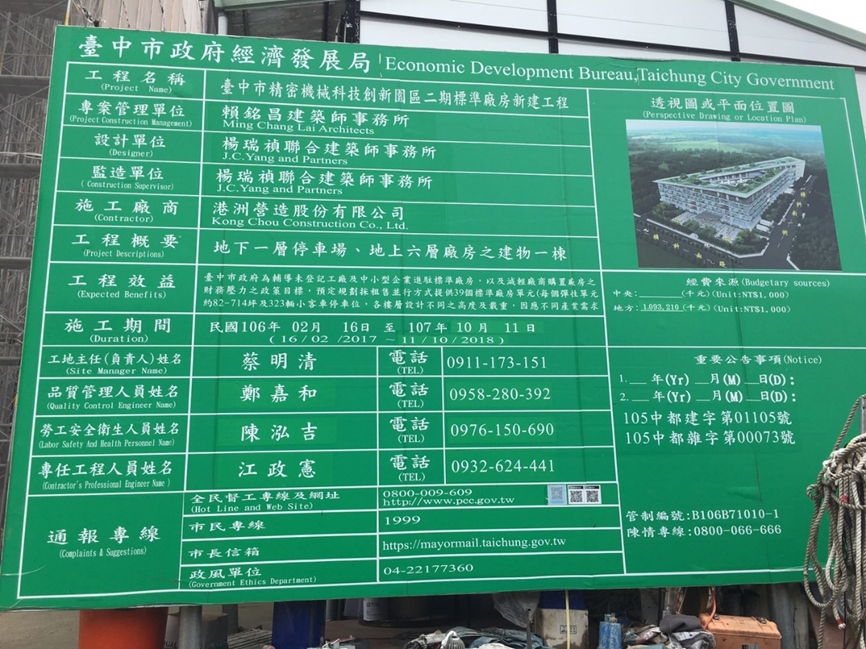 臺中市政府經濟發展局 Economic Development Bureau,Taichung City Government
工程名稱
(Project Name)
臺中市精密機械科技創新園區二期標準廠房新建工程
專案管理單位
(Project Construction Management)
賴銘昌建築師事務所
Ming Chang Lai Architects
設計單位
(Designer)
楊瑞禎聯合建築師事務所
J.C.Yang and Partners
監造單位
( Construction Supervisor)
楊瑞禎聯合建築師事務所
J.C.Yang and Partners
施工廠商
(Contractor)
港洲營造股份有限公司
Kong Chou Construction Co., Ltd.
工程概要
(Project Descriptions)
地下一層停車場、地上六層廠房之建物一棟
工程效益
(Expected Benefits)
臺中市政府為輔導未登記工廠及中小型企業進駐標準廠房,以及減輕廠商購置廠房之
財務壓力之政策目標,預定規劃採租售並行方式提供39個標準廠房單元(每個彈性單元
約82-714坪及323輛小客車停車位,各樓層設計不同之高度及載重,因應不同產業需求
施工期間
(Duration)
民國106年 02月 16日 至 107年 10月 11日
( 16/ 02 /2017 ~ 11/ 10/ 2018 )
工地主任(負責人)姓名
(Site Manager Name)
蔡明清
電話
(TEL)
0911-173-151
品質管理人員姓名
(Quality Control Engineer Name)
鄭嘉和
電話
(TEL)
0958-280-392
勞工安全衛生人員姓名
(Labor Safety And Health Personnel Name)
陳泓吉
電話
(TEL)
0976-150-690
專任工程人員姓名
(Contractor's Professional Engineer Name )
江政憲
電話
(TEL)
0932-624-441
通報專線
(Complaints & Suggestions)
全民督工專線及網址
(Hot Line and Web Site)
0800-009-609
http://www.pcc.gov.tw
市民專線
1999
市長信箱
https://mayormail.taichung.gov.tw
政風單位
(Government Ethics Department)
04-22177360
透視圖或平面位置圖
(Perspective Drawing or Location Plan)
經費來源(Budgetary sources)
中央:______(千元)(Unit:NT$1,000)
地方:1,093,210(千元)(Unit:NT$1,000)
重要公告事項(Notice)
1.__年(Yr)__月(M)__日(D):
2.__年(Yr)__月(M)__日(D):
105中都建字第01105號
105中都雜字第00073號
管制編號:B106B71010-1
陳情專線:0800-066-666